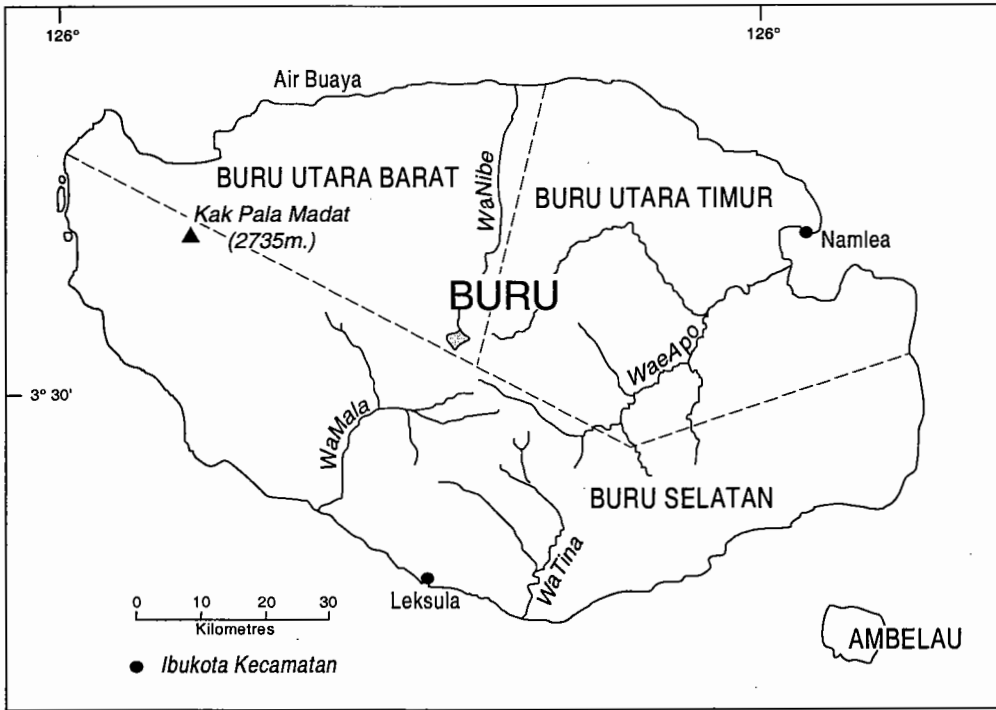 126°
126°
Air Buaya
BURU UTARA BARAT
WaNibe
BURU UTARA TIMUR
Kak Pala Madat
(2735m.)
Namlea
BURU
WaeApo
3° 30'
WaMala
BURU SELATAN
WaTina
Leksula
0 10 20 30
Kilometres
AMBELAU
Ibukota Kecamatan